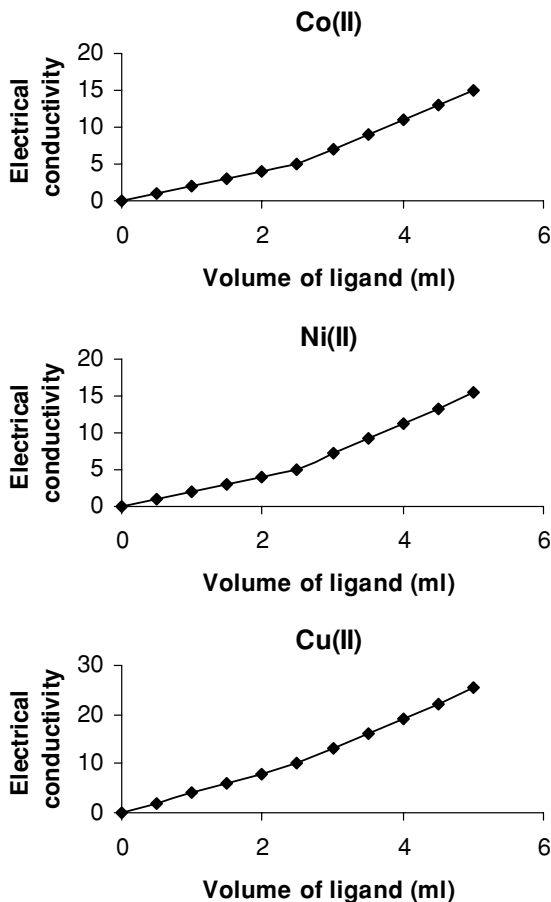 Co(II)
20
15
10
5
0
Electrical
conductivity
0 2 4 6
Volume of ligand (ml)
Ni(II)
20
15
10
5
0
Electrical
conductivity
0 2 4 6
Volume of ligand (ml)
Cu(II)
30
20
10
0
Electrical
conductivity
0 2 4 6
Volume of ligand (ml)